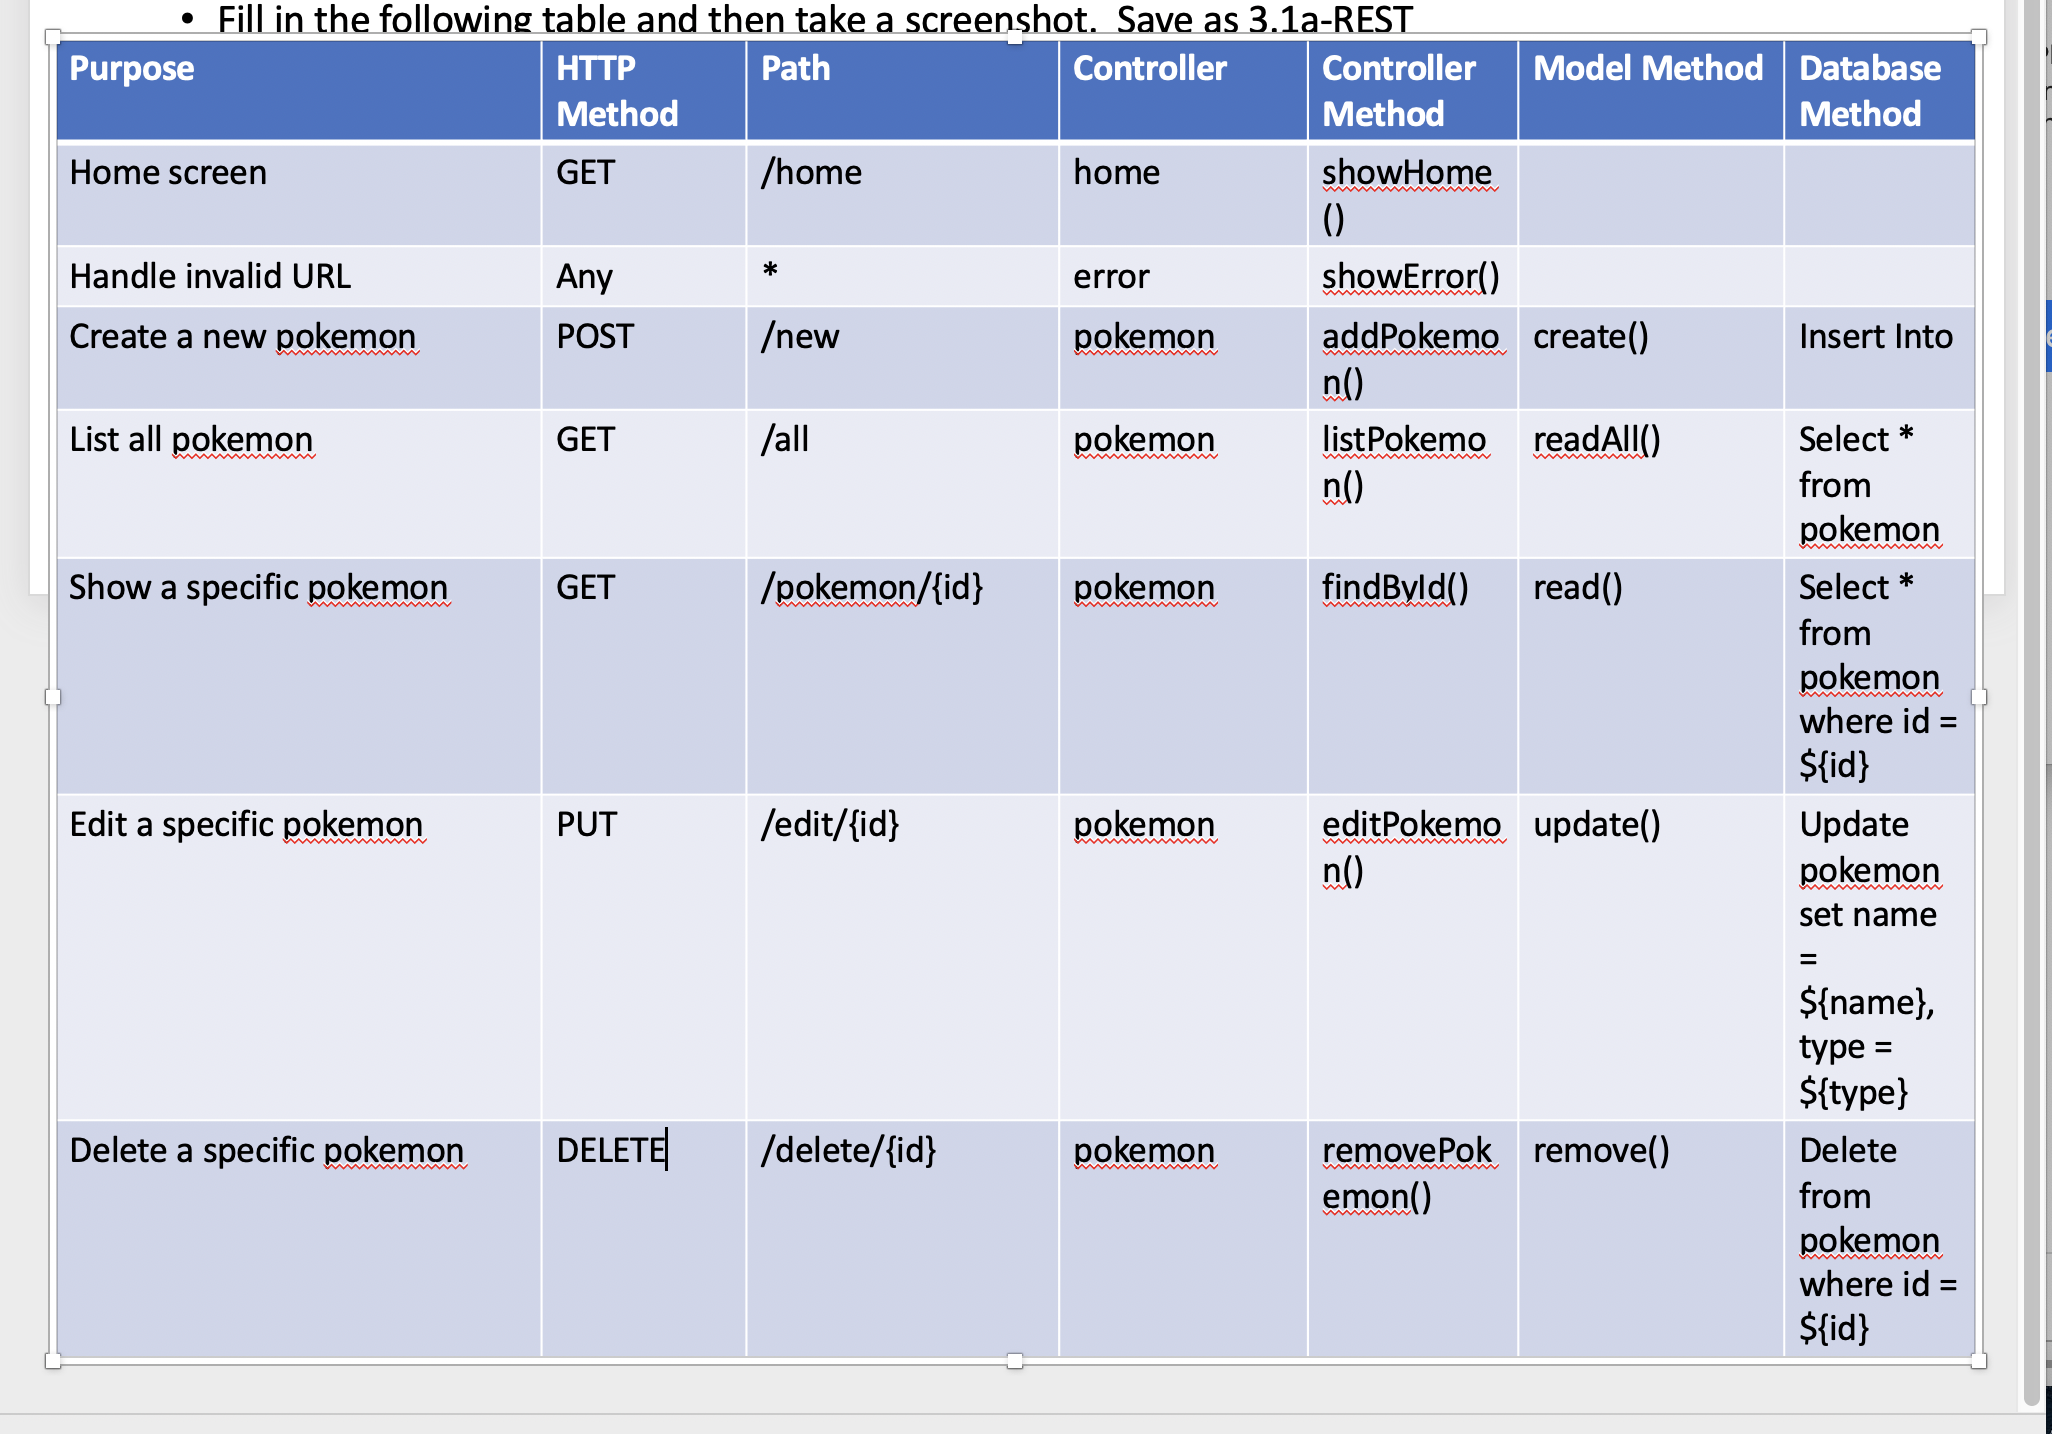 • Fill in the following table and then take a screenshot.  Save as 3.1a-REST
Purpose
HTTP
Method
Path
Controller
Controller
Method
Model Method
Database
Method
Home screen
GET
/home
home
showHome
()
Handle invalid URL
Any
*
error
showError()
Create a new pokemon
POST
/new
pokemon
addPokemo
n()
create()
Insert Into
List all pokemon
GET
/all
pokemon
listPokemo
n()
readAll()
Select *
from
pokemon
Show a specific pokemon
GET
/pokemon/{id}
pokemon
findById()
read()
Select *
from
pokemon
where id =
${id}
Edit a specific pokemon
PUT
/edit/{id}
pokemon
editPokemo
n()
update()
Update
pokemon
set name
=
${name},
type =
${type}
Delete a specific pokemon
DELETE
/delete/{id}
pokemon
removePok
emon()
remove()
Delete
from
pokemon
where id =
${id}